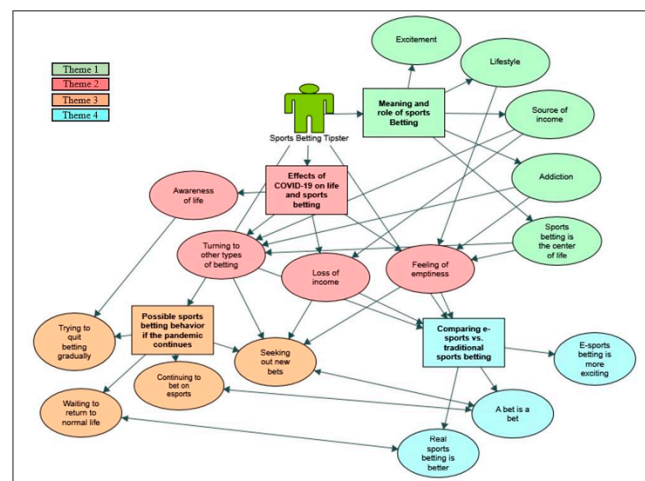 Theme 1
Theme 2
Theme 3
Theme 4
Excitement
Lifestyle
Sports Betting Tipster
Meaning and
role of sports
Betting
Source of
income
Addiction
Sports
betting is
the center
of life
Effects of
COVID-19 on life
and sports
betting
Awareness
of life
Turning to
other types
of betting
Loss of
income
Feeling of
emptiness
Possible sports
betting behavior
if the pandemic
continues
Trying to
quit
betting
gradually
Waiting to
return to
normal life
Continuing to
bet on
esports
Seeking
out new
bets
Comparing e-
sports vs.
traditional
sports betting
E-sports
betting is
more
exciting
A bet is a
bet
Real
sports
betting is
better